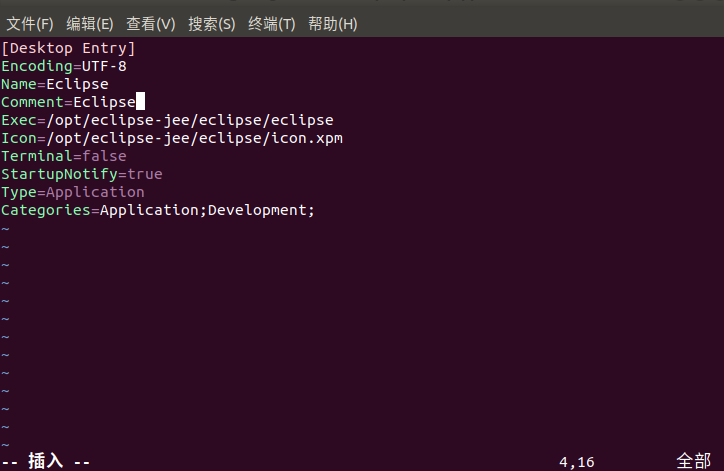 文件(F) 编辑(E) 查看(V) 搜索(S) 终端(T) 帮助(H)
[Desktop Entry]
Encoding=UTF-8
Name=Eclipse
Comment=Eclipse
Exec=/opt/eclipse-jee/eclipse/eclipse
Icon=/opt/eclipse-jee/eclipse/icon.xpm
Terminal=false
StartupNotify=true
Type=Application
Categories=Application;Development;
~
~
~
~
~
~
~
~
~
~
~
~
~
-- 插入 -- 4,16 全部